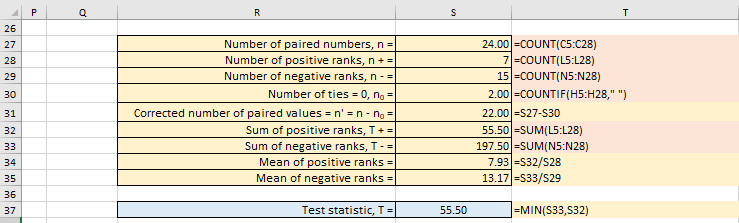 P Q R S T
26
27 Number of paired numbers, n = 24.00 =COUNT(C5:C28)
28 Number of positive ranks, n + = 7 =COUNT(L5:L28)
29 Number of negative ranks, n - = 15 =COUNT(N5:N28)
30 Number of ties = 0, n₀ = 2.00 =COUNTIF(H5:H28," ")
31 Corrected number of paired values = n' = n - n₀ = 22.00 =S27-S30
32 Sum of positive ranks, T + = 55.50 =SUM(L5:L28)
33 Sum of negative ranks, T - = 197.50 =SUM(N5:N28)
34 Mean of positive ranks = 7.93 =S32/S28
35 Mean of negative ranks = 13.17 =S33/S29
36
37 Test statistic, T = 55.50 =MIN(S33,S32)